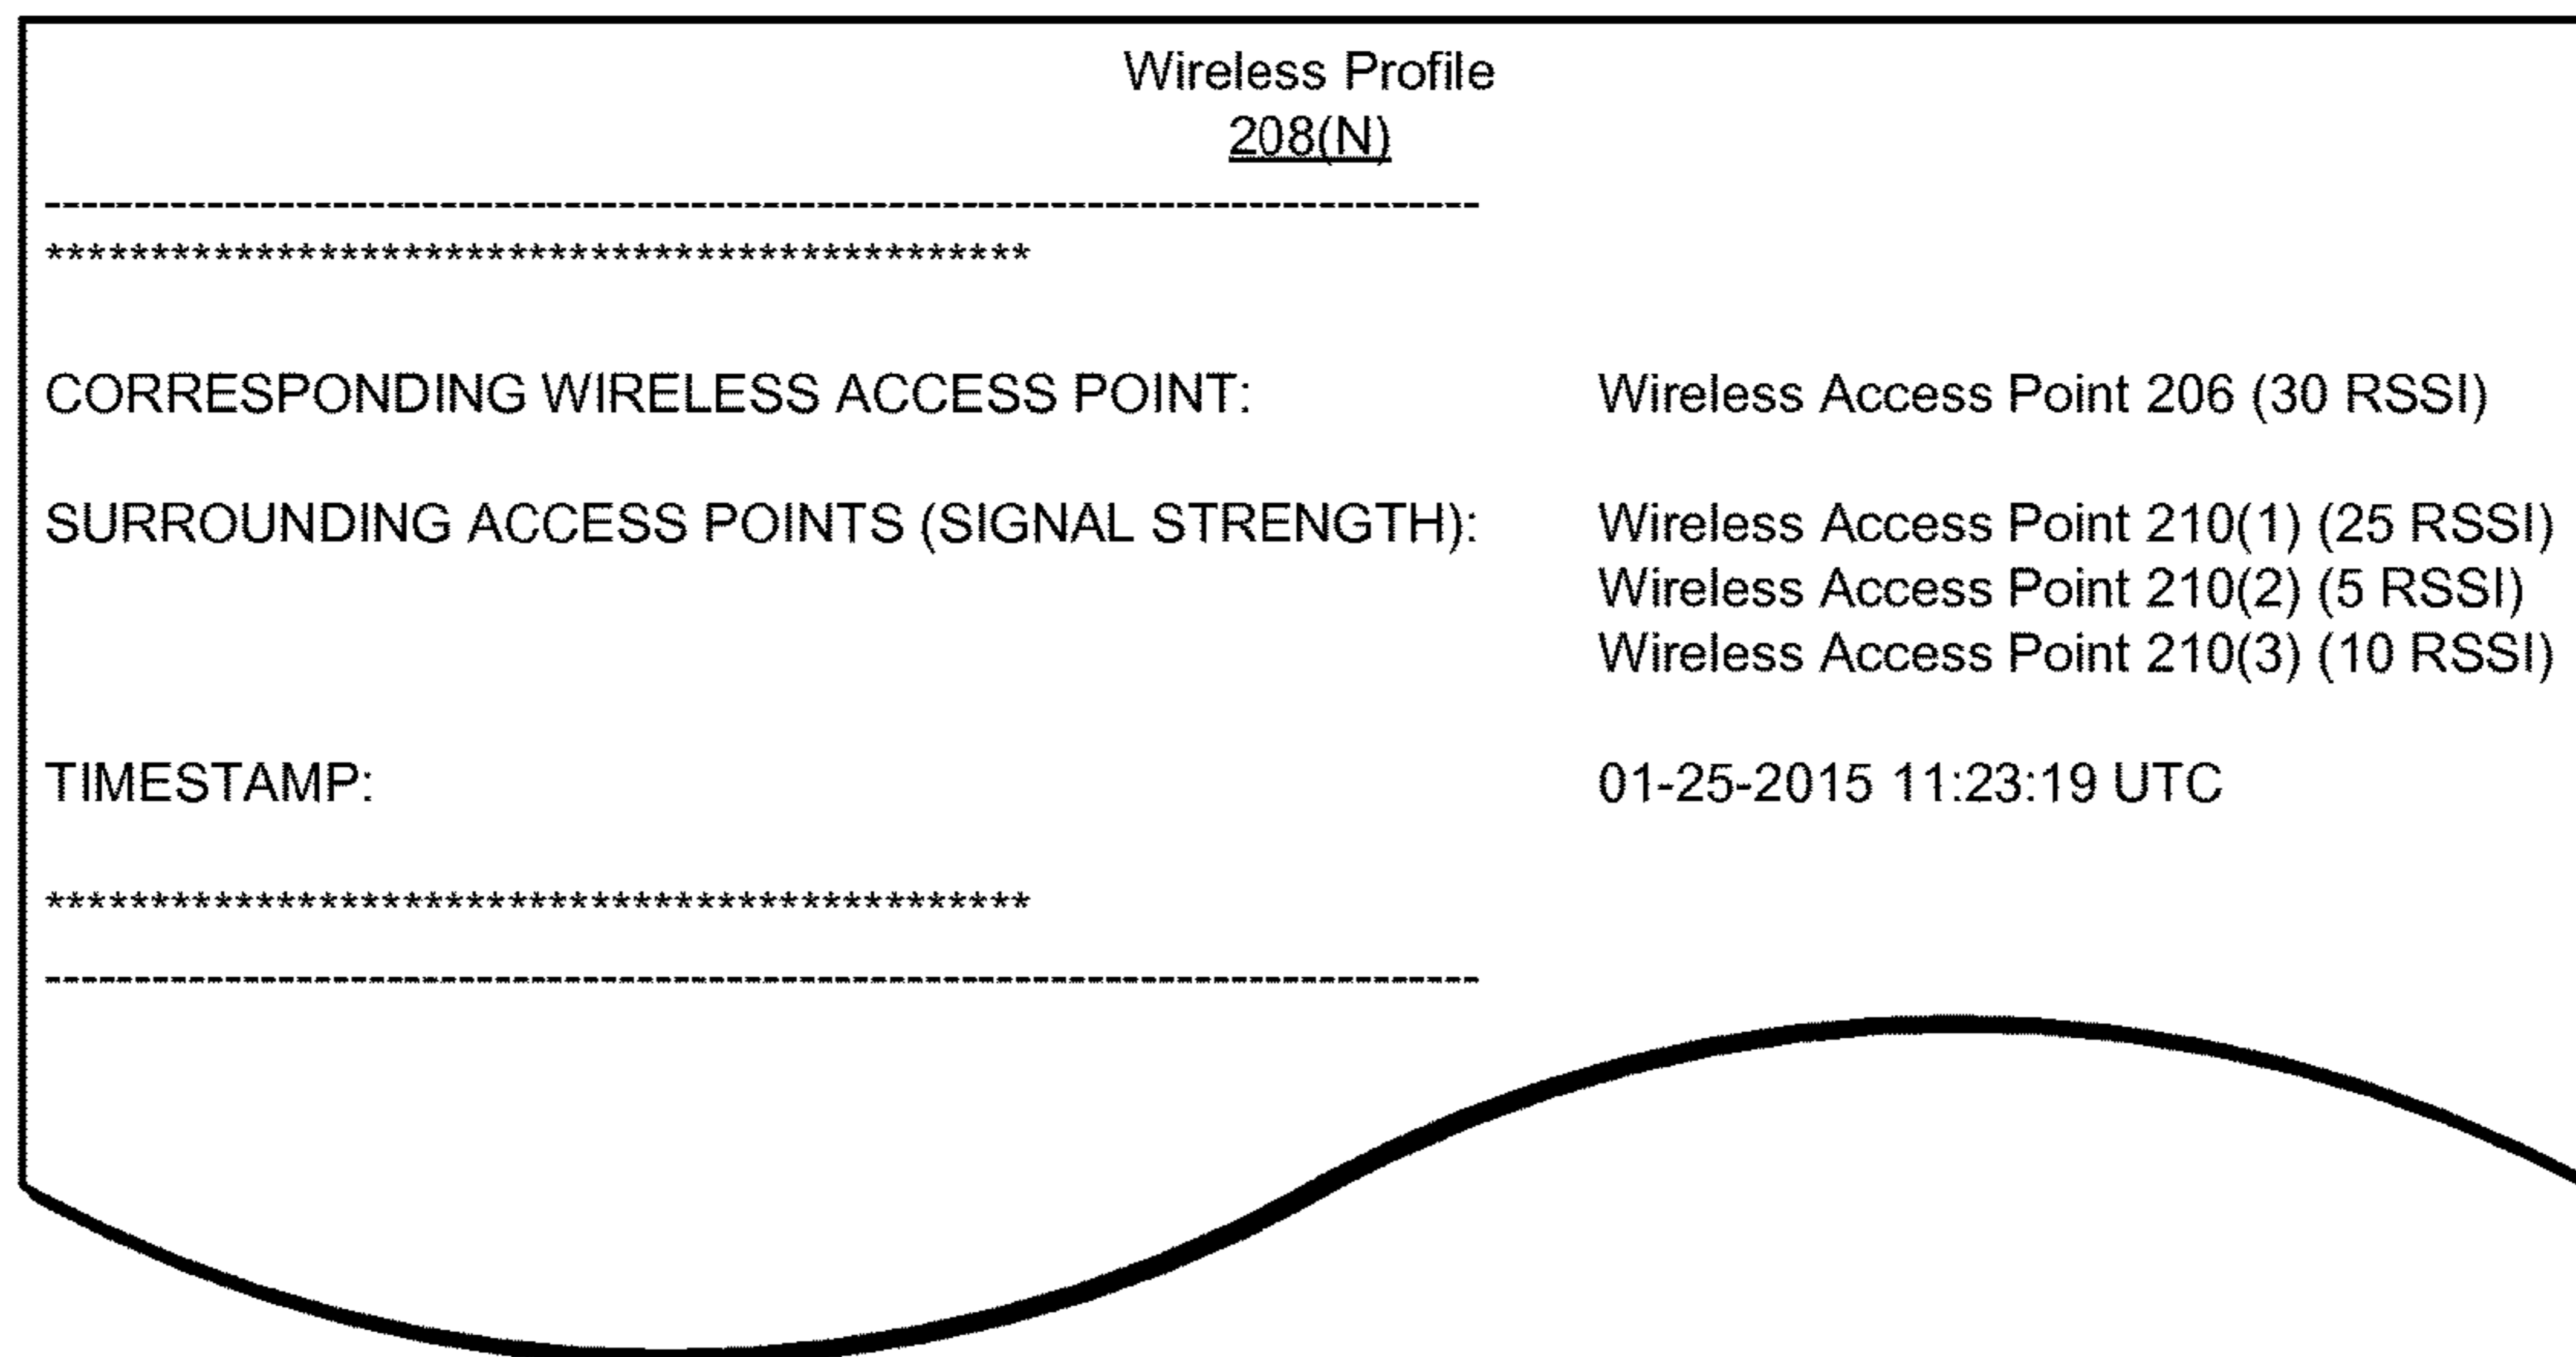 Wireless Profile
208(N)
--------------------------------------------------------------------------------
***********************************************
CORRESPONDING WIRELESS ACCESS POINT: Wireless Access Point 206 (30 RSSI)
SURROUNDING ACCESS POINTS (SIGNAL STRENGTH): Wireless Access Point 210(1) (25 RSSI)
Wireless Access Point 210(2) (5 RSSI)
Wireless Access Point 210(3) (10 RSSI)
TIMESTAMP: 01-25-2015 11:23:19 UTC
***********************************************
--------------------------------------------------------------------------------